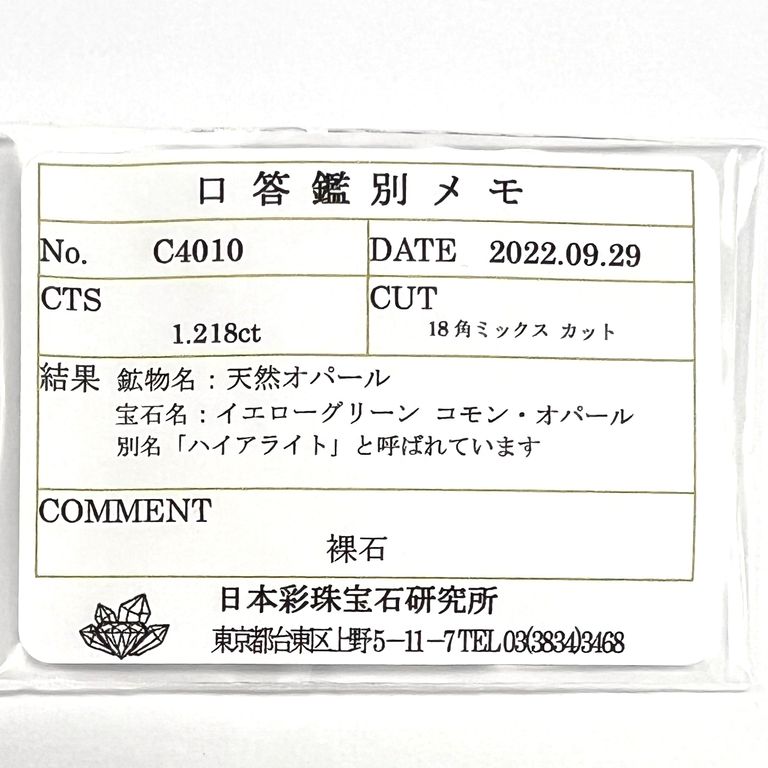 口答鑑別メモ
No. C4010 DATE 2022.09.29
CTS CUT
1.218ct 18角ミックス カット
結果 鉱物名：天然オパール
宝石名：イエローグリーン コモン・オパール
別名「ハイアライト」と呼ばれています
COMMENT
裸石
日本彩珠宝石研究所
東京都台東区上野5－11－7 TEL 03(3834)3468